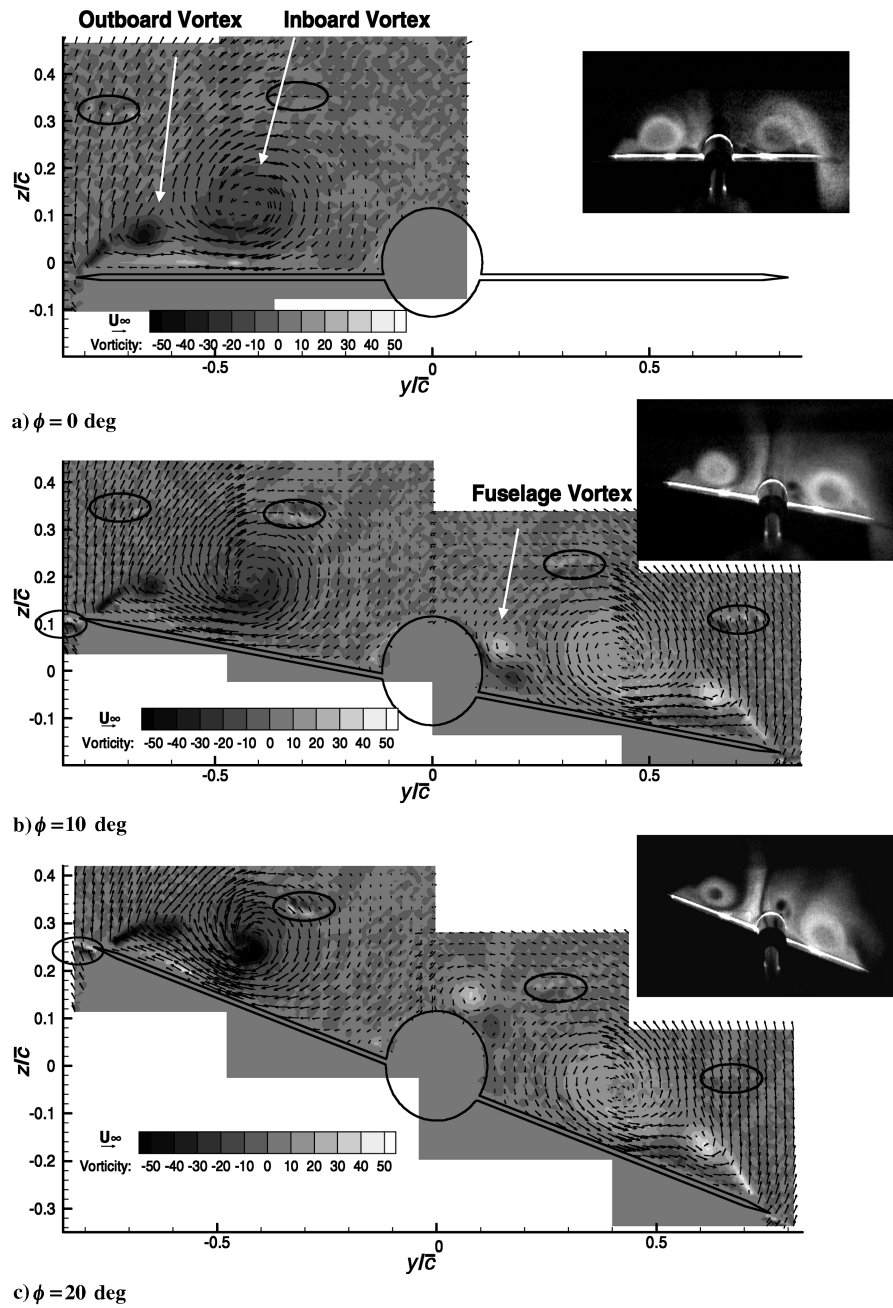 Outboard Vortex Inboard Vortex
0.4
0.3
0.2
0.1
0
-0.1
z/c̄
U∞
Vorticity: -50 -40 -30 -20 -10 0 10 20 30 40 50
-0.5 0 0.5
y/c̄
a) ϕ = 0 deg
Fuselage Vortex
0.4
0.3
0.2
0.1
0
-0.1
z/c̄
U∞
Vorticity: -50 -40 -30 -20 -10 0 10 20 30 40 50
-0.5 0 0.5
y/c̄
b) ϕ = 10 deg
0.4
0.3
0.2
0.1
0
-0.1
-0.2
-0.3
z/c̄
U∞
Vorticity: -50 -40 -30 -20 -10 0 10 20 30 40 50
-0.5 0 0.5
y/c̄
c) ϕ = 20 deg